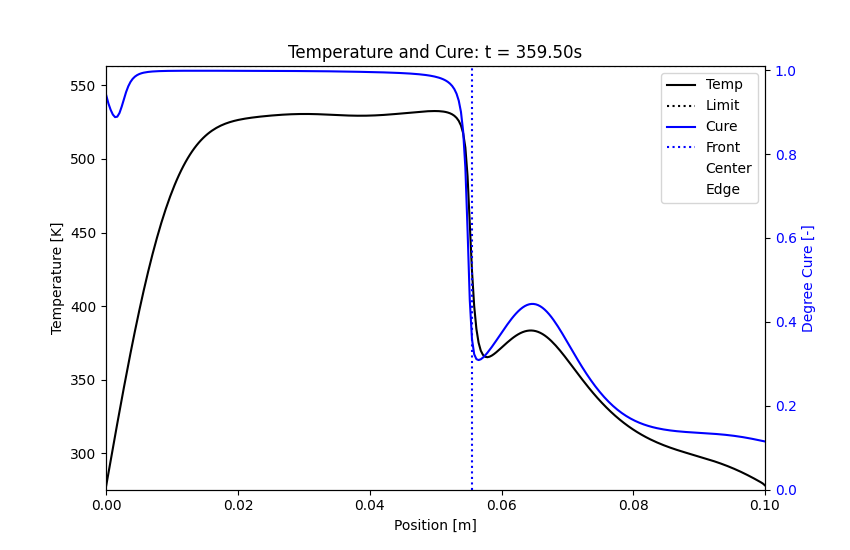 Temperature and Cure: t = 359.50s
Temperature [K]
550
500
450
400
350
300
Temp
Limit
Cure
Front
Center
Edge
1.0
0.8
0.6
0.4
0.2
0.0
Degree Cure [-]
0.00 0.02 0.04 0.06 0.08 0.10
Position [m]